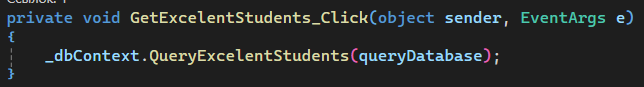 private void GetExcelentStudents_Click(object sender, EventArgs e)
{
_dbContext.QueryExcelentStudents(queryDatabase);
}